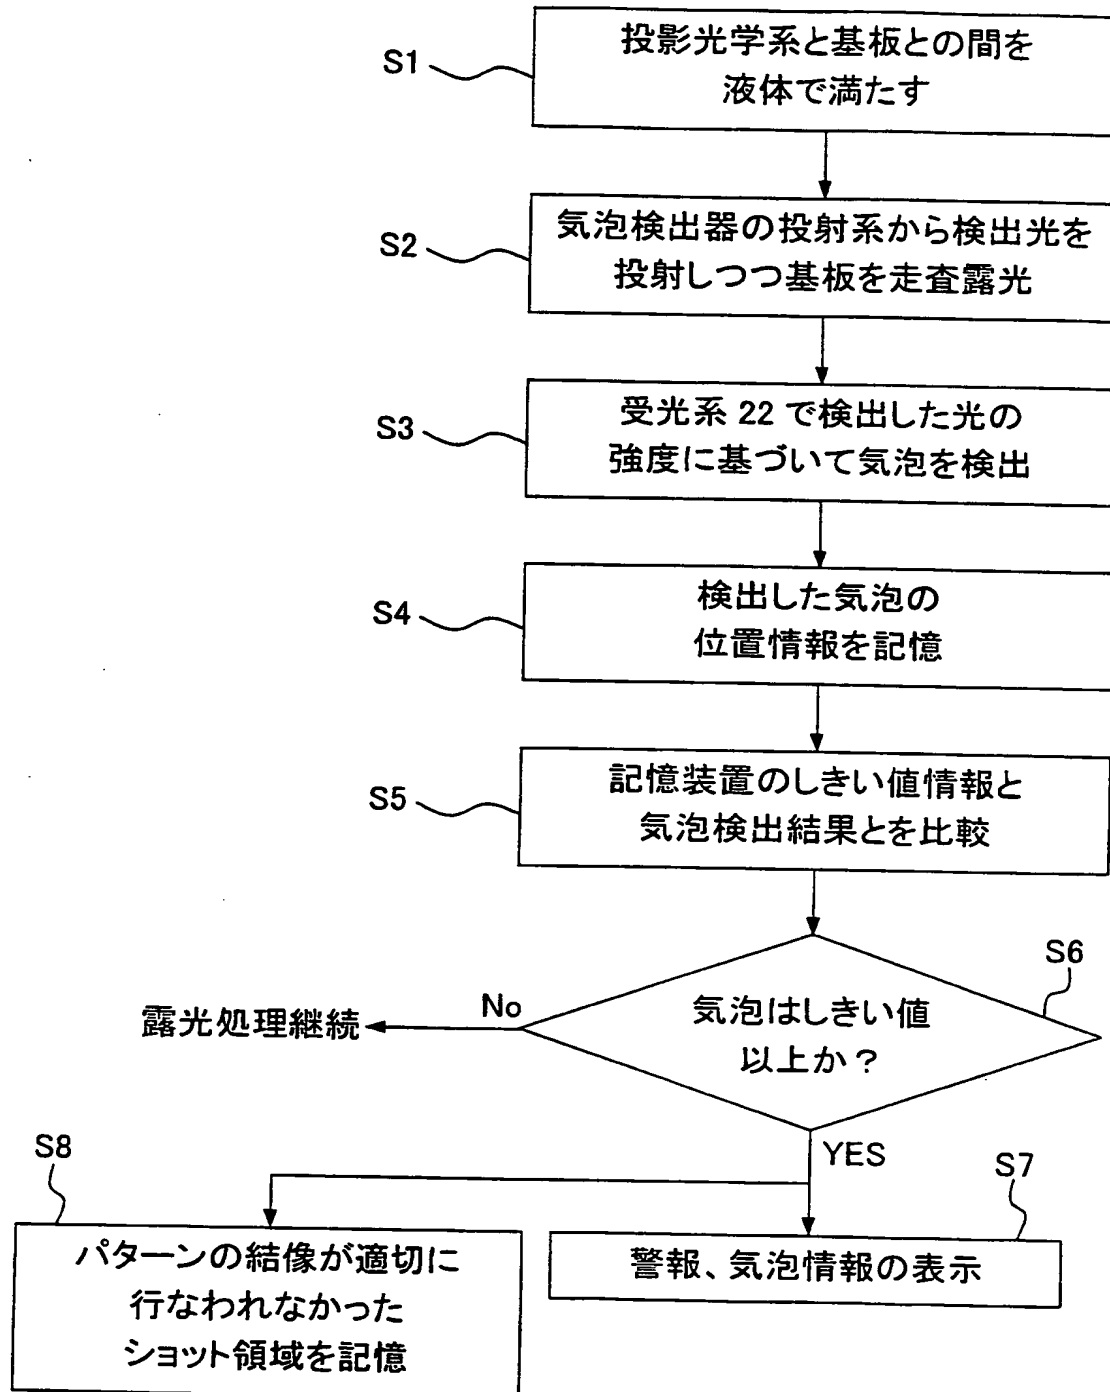 S1
投影光学系と基板との間を
液体で満たす
S2
気泡検出器の投射系から検出光を
投射しつつ基板を走査露光
S3
受光系 22 で検出した光の
強度に基づいて気泡を検出
S4
検出した気泡の
位置情報を記憶
S5
記憶装置のしきい値情報と
気泡検出結果とを比較
S6
気泡はしきい値
以上か?
No
露光処理継続
YES
S8
パターンの結像が適切に
行なわれなかった
ショット領域を記憶
S7
警報、気泡情報の表示